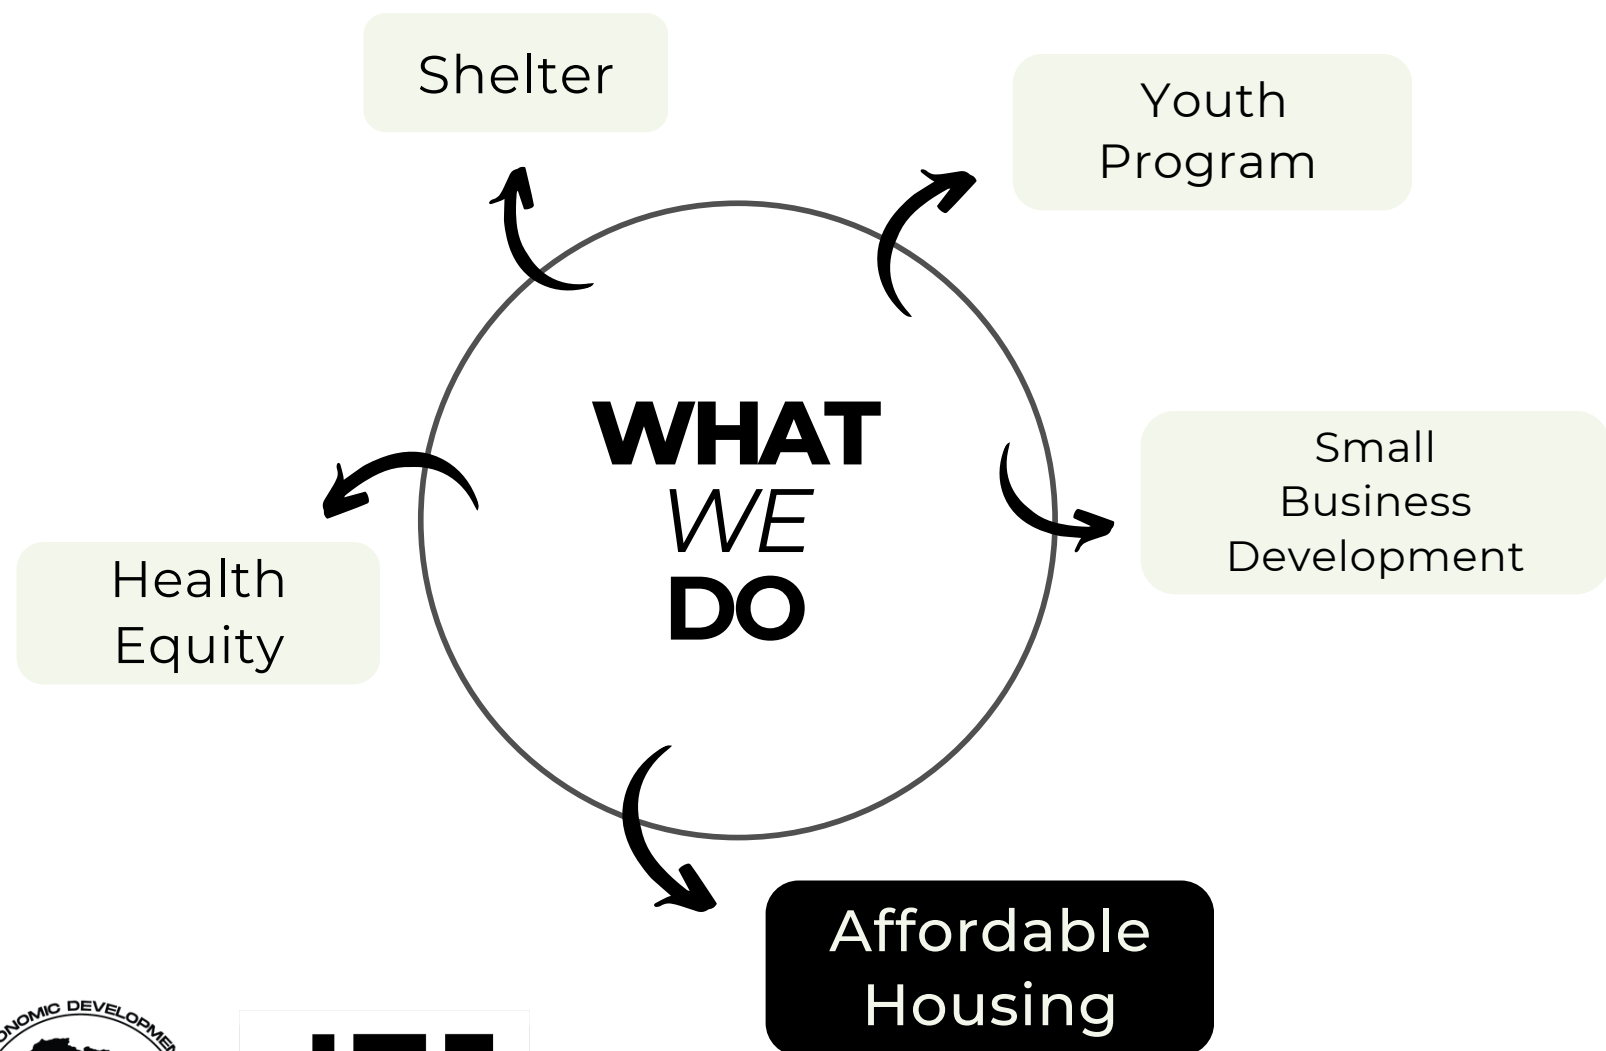 Shelter
Youth
Program
WHAT
WE
DO
Small
Business
Development
Health
Equity
Affordable
Housing